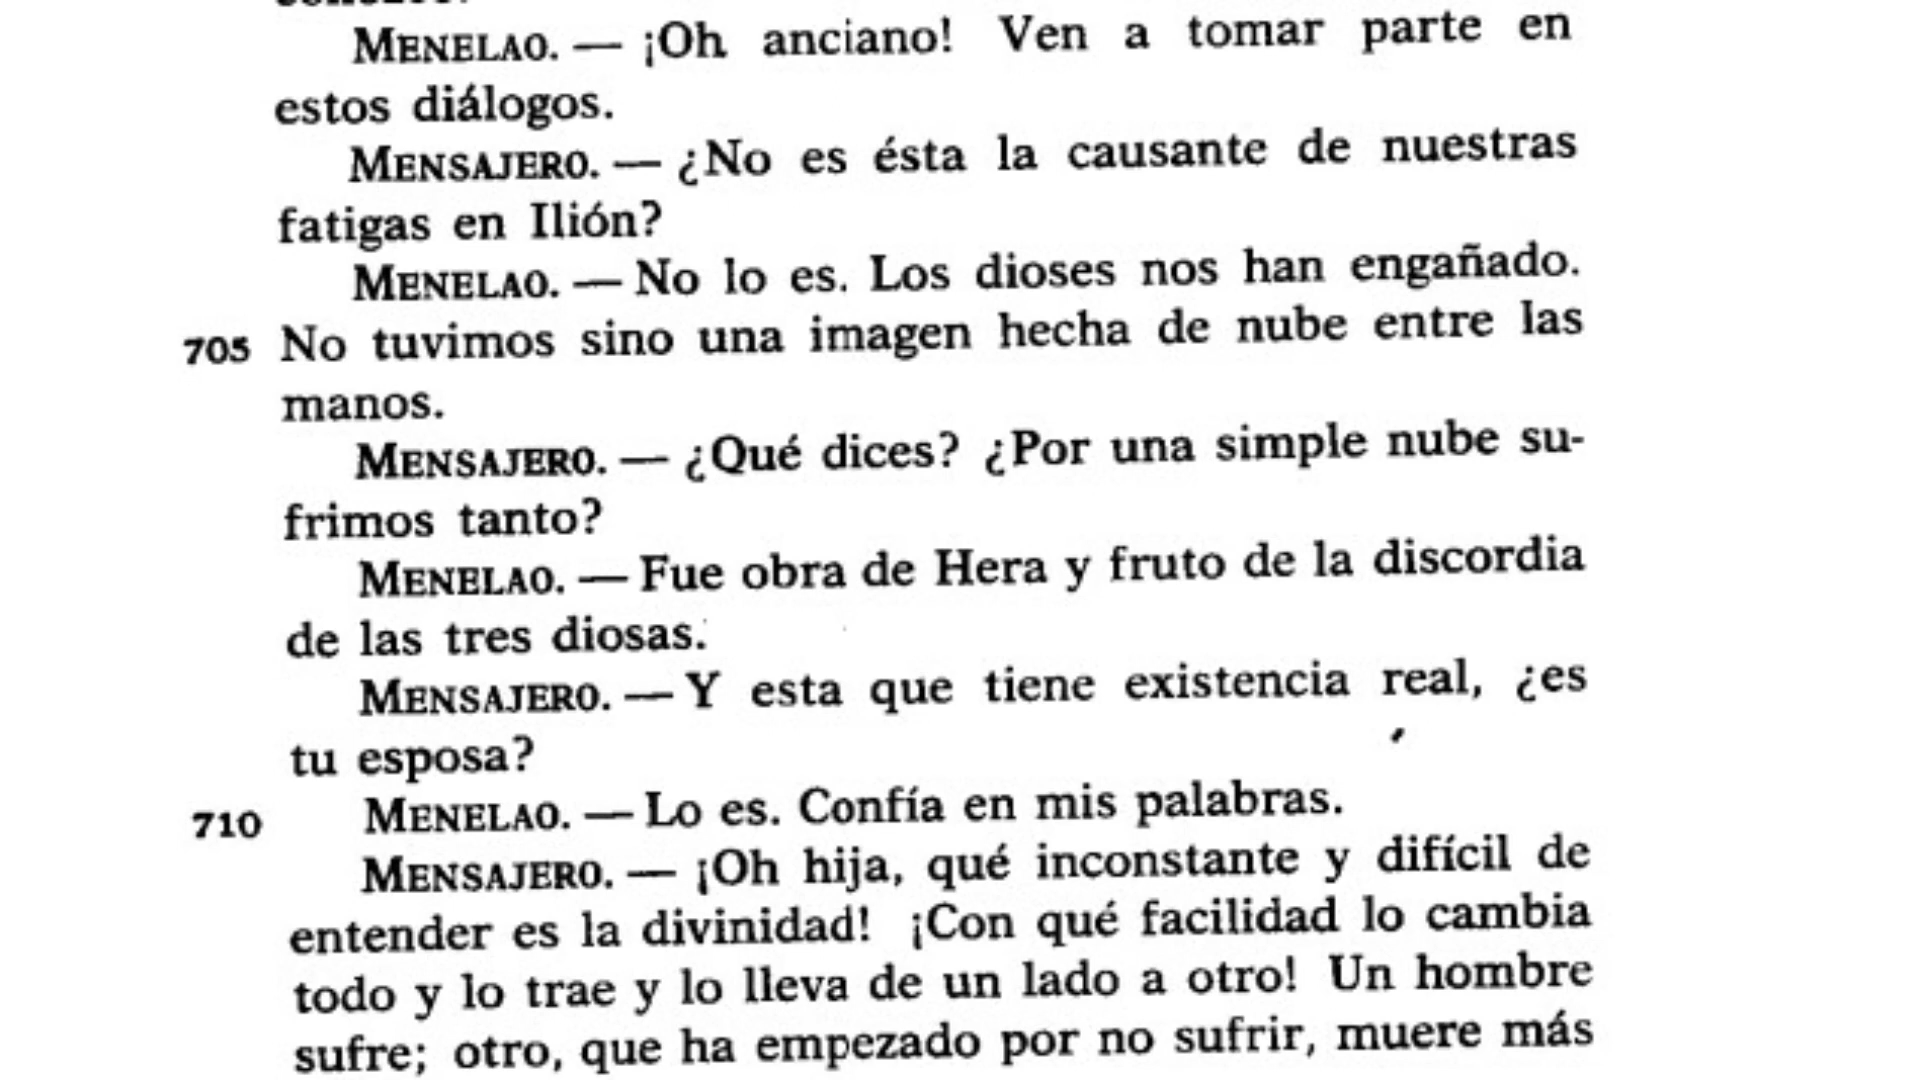 MENELAO. — ¡Oh anciano! Ven a tomar parte en
estos diálogos.
MENSAJERO. — ¿No es ésta la causante de nuestras
fatigas en Ilión?
MENELAO. — No lo es. Los dioses nos han engañado.
705 No tuvimos sino una imagen hecha de nube entre las
manos.
MENSAJERO. — ¿Qué dices? ¿Por una simple nube su-
frimos tanto?
MENELAO. — Fue obra de Hera y fruto de la discordia
de las tres diosas.
MENSAJERO. — Y esta que tiene existencia real, ¿es
tu esposa?
710 MENELAO. — Lo es. Confía en mis palabras.
MENSAJERO. — ¡Oh hija, qué inconstante y difícil de
entender es la divinidad! ¡Con qué facilidad lo cambia
todo y lo trae y lo lleva de un lado a otro! Un hombre
sufre; otro, que ha empezado por no sufrir, muere más